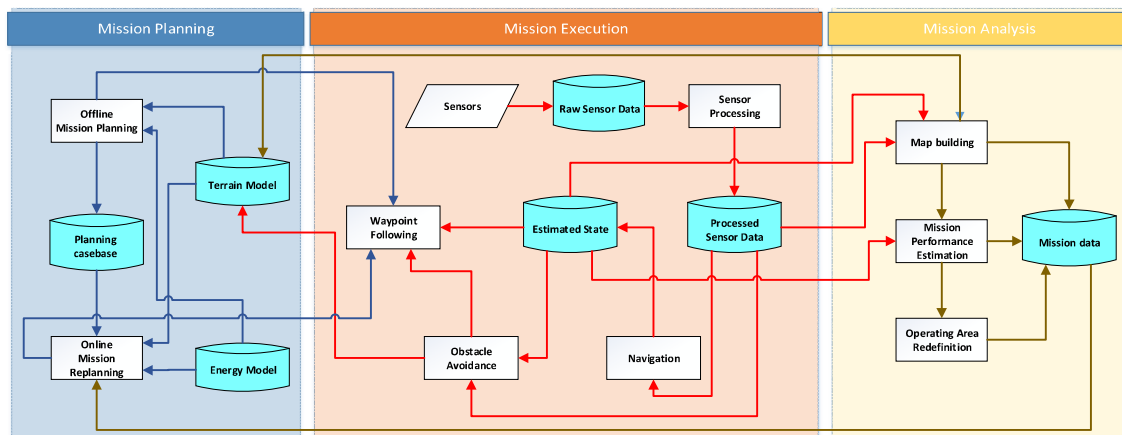 Mission Planning
Mission Execution
Mission Analysis
Offline
Mission Planning
Terrain Model
Planning
casebase
Online
Mission
Replanning
Energy Model
Sensors
Raw Sensor Data
Sensor
Processing
Waypoint
Following
Estimated State
Processed
Sensor Data
Obstacle
Avoidance
Navigation
Map building
Mission
Performance
Estimation
Mission data
Operating Area
Redefinition